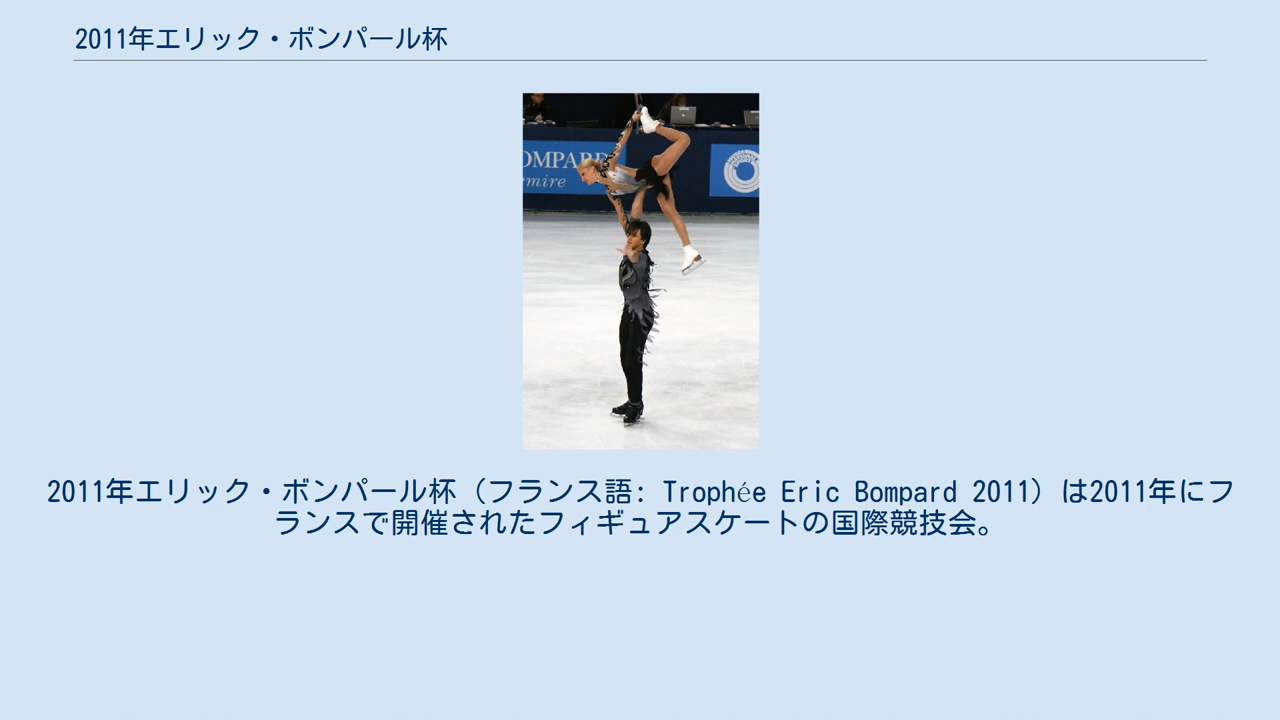 2011年エリック・ボンパール杯
OMPARD
emire
2011年エリック・ボンパール杯（フランス語: Trophée Eric Bompard 2011）は2011年にフ
ランスで開催されたフィギュアスケートの国際競技会。